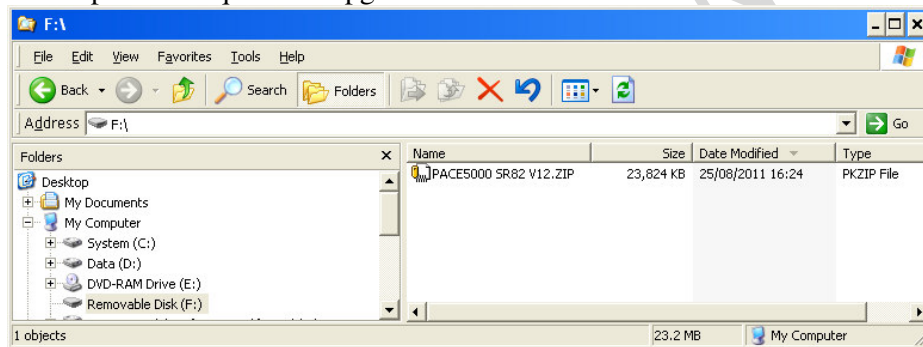 F:\
File Edit View Favorites Tools Help
Back Search Folders
Address F:\ Go
Folders x Name Size Date Modified Type
Desktop PACE5000 SR82 V12.ZIP 23,824 KB 25/08/2011 16:24 PKZIP File
My Documents
My Computer
System (C:)
Data (D:)
DVD-RAM Drive (E:)
Removable Disk (F:)
1 objects 23.2 MB My Computer